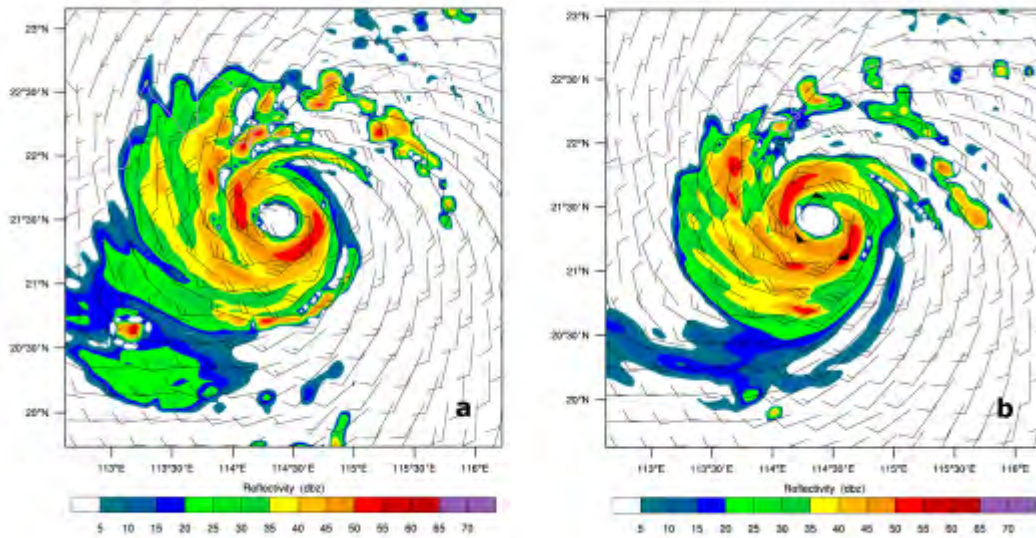 23°N
22°30'N
22°N
21°30'N
21°N
20°30'N
20°N
a
113°E 113°30'E 114°E 114°30'E 115°E 115°30'E 116°E
Reflectivity (dbz)
5 10 15 20 25 30 35 40 45 50 55 60 65 70
23°N
22°30'N
22°N
21°30'N
21°N
20°30'N
20°N
b
113°E 113°30'E 114°E 114°30'E 115°E 115°30'E 116°E
Reflectivity (dbz)
5 10 15 20 25 30 35 40 45 50 55 60 65 70